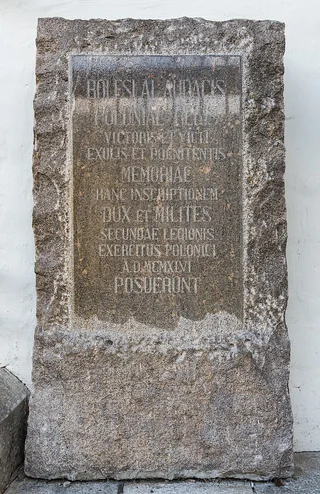 BOLESLAI AUDACIS
POLONIAE REGIS
VICTORIS ET VICTI
EXULIS ET POENITENTIS
MEMORIAE
HANC INSCRIPTIONEM
DUX ET MILITES
SECUNDAE LEGIONIS
EXERCITUS POLONICI
A.D.MCMXLVI
POSUERUNT